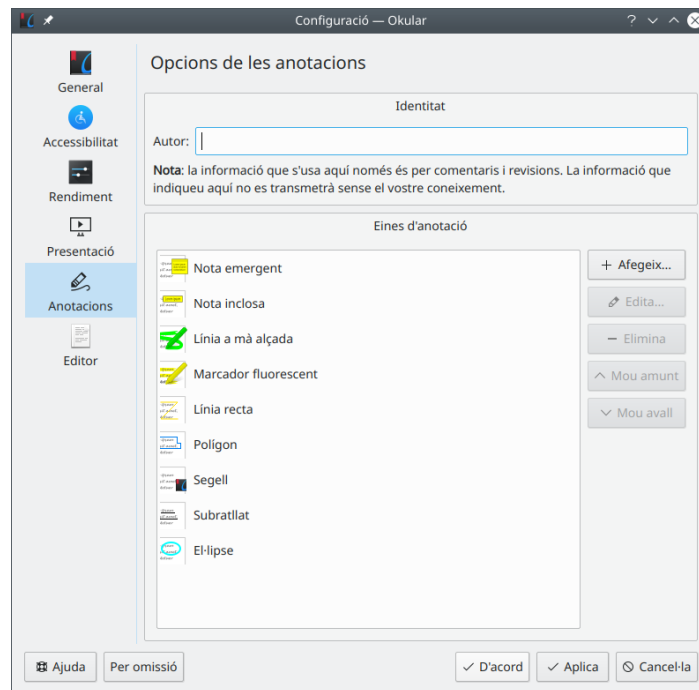 Configuració — Okular
General
Accessibilitat
Rendiment
Presentació
Anotacions
Editor
Opcions de les anotacions
Identitat
Autor:
Nota: la informació que s'usa aquí només és per comentaris i revisions. La informació que
indiqueu aquí no es transmetrà sense el vostre coneixement.
Eines d'anotació
Nota emergent
Nota inclosa
Línia a mà alçada
Marcador fluorescent
Línia recta
Polígon
Segell
Subratllat
El·lipse
Afegeix...
Edita...
Elimina
Mou amunt
Mou avall
Ajuda
Per omissió
D'acord
Aplica
Cancel·la